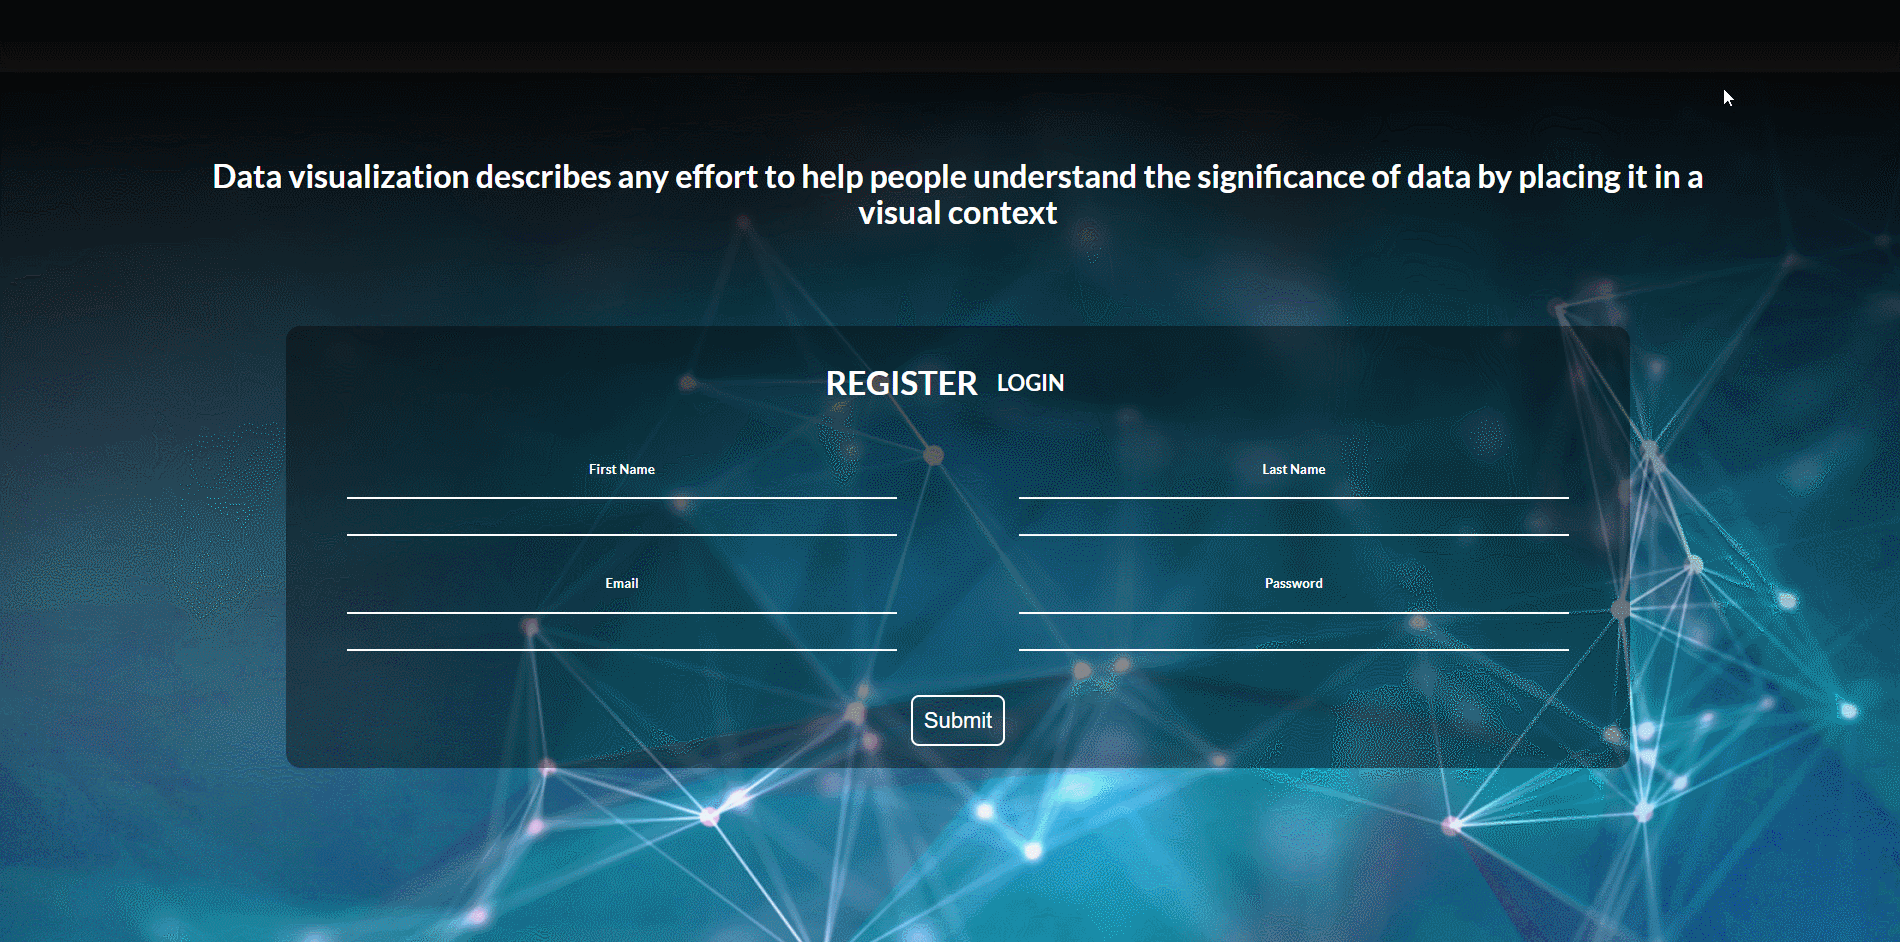 Data visualization describes any effort to help people understand the significance of data by placing it in a
visual context
REGISTER LOGIN
First Name Last Name
Email Password
Submit